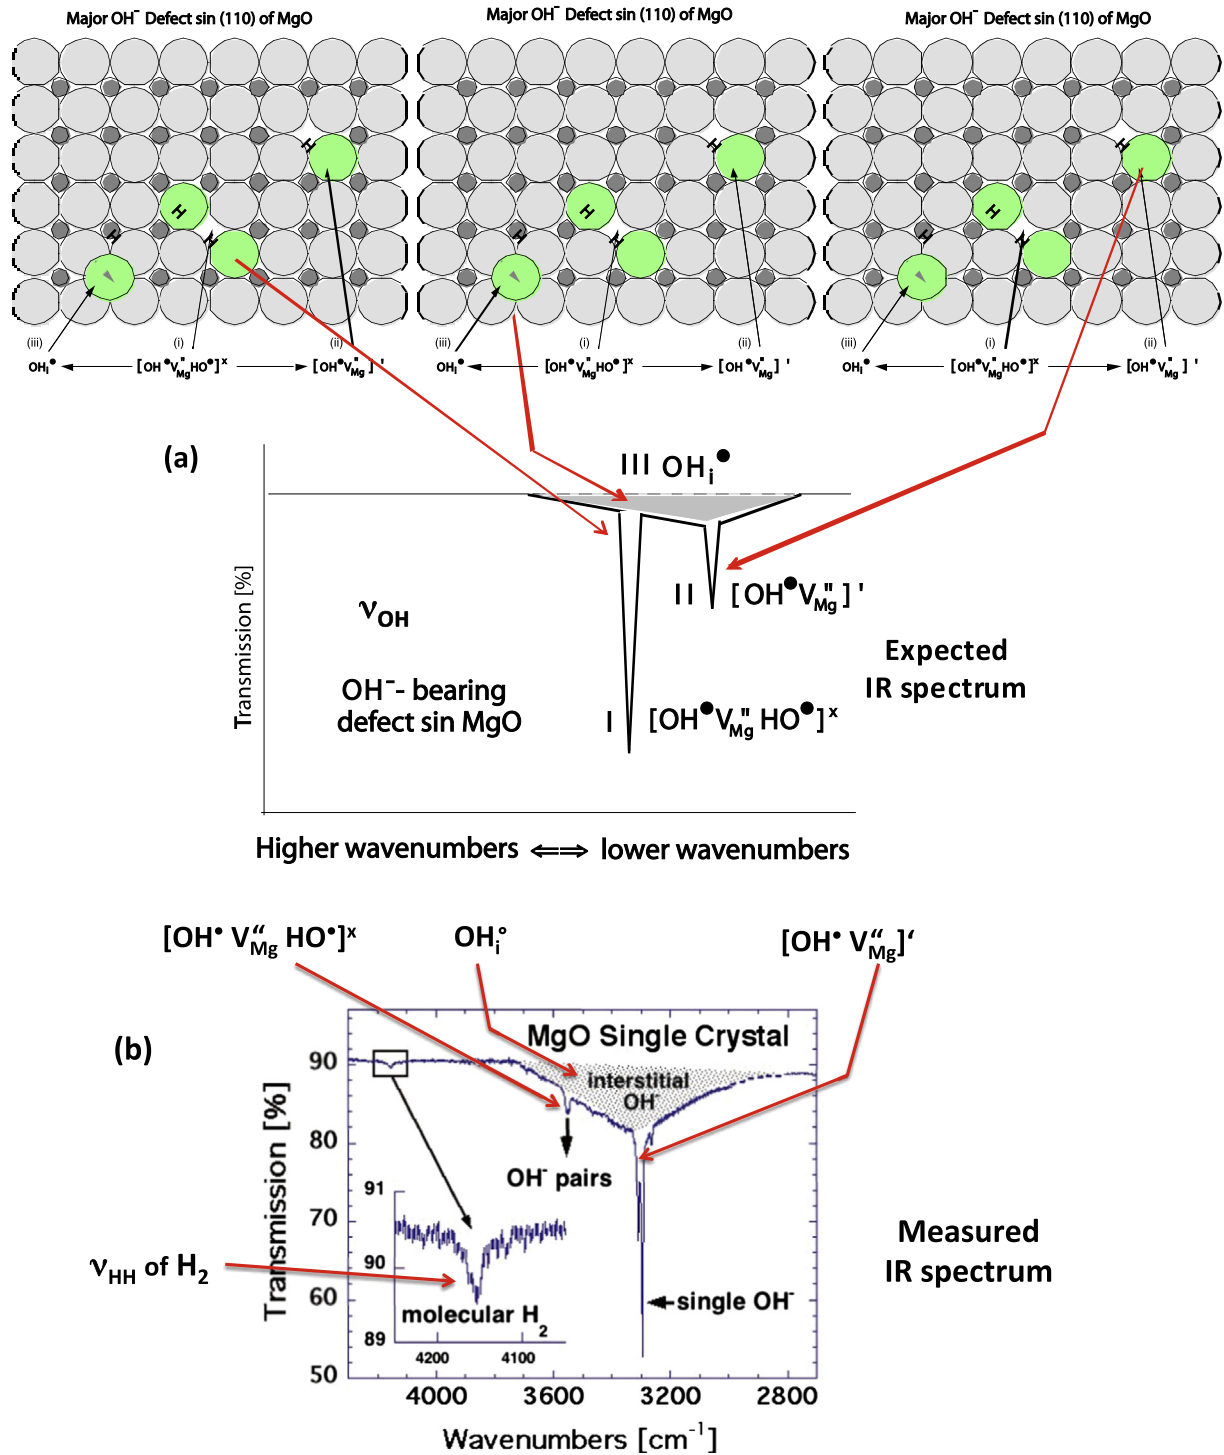 Major OH⁻ Defect sin (110) of MgO
Major OH⁻ Defect sin (110) of MgO
Major OH⁻ Defect sin (110) of MgO
H
H
H
H
H
H
H
H
H
H
H
H
(iii) (i) (ii)
OHᵢ• [OH•V''MgHO•]ˣ [OH•V''Mg]'
(iii) (i) (ii)
OHᵢ• [OH•V''MgHO•]ˣ [OH•V''Mg]'
(iii) (i) (ii)
OHᵢ• [OH•V''MgHO•]ˣ [OH•V''Mg]'
(a)
III OHᵢ•
Transmission [%]
II [OH•V''Mg]'
νOH
Expected
IR spectrum
OH⁻- bearing
defect sin MgO
I [OH•V''Mg HO•]ˣ
Higher wavenumbers ⇐⇒ lower wavenumbers
[OH• V“Mg HO•]ˣ OHᵢ° [OH• V“Mg]‘
(b)
MgO Single Crystal
interstitial
OH⁻
OH⁻ pairs
Transmission [%]
90
80
70
60
50
91
90
89
νHH of H₂
molecular H₂
4200 4100
single OH⁻
Measured
IR spectrum
4000 3600 3200 2800
Wavenumbers [cm⁻¹]